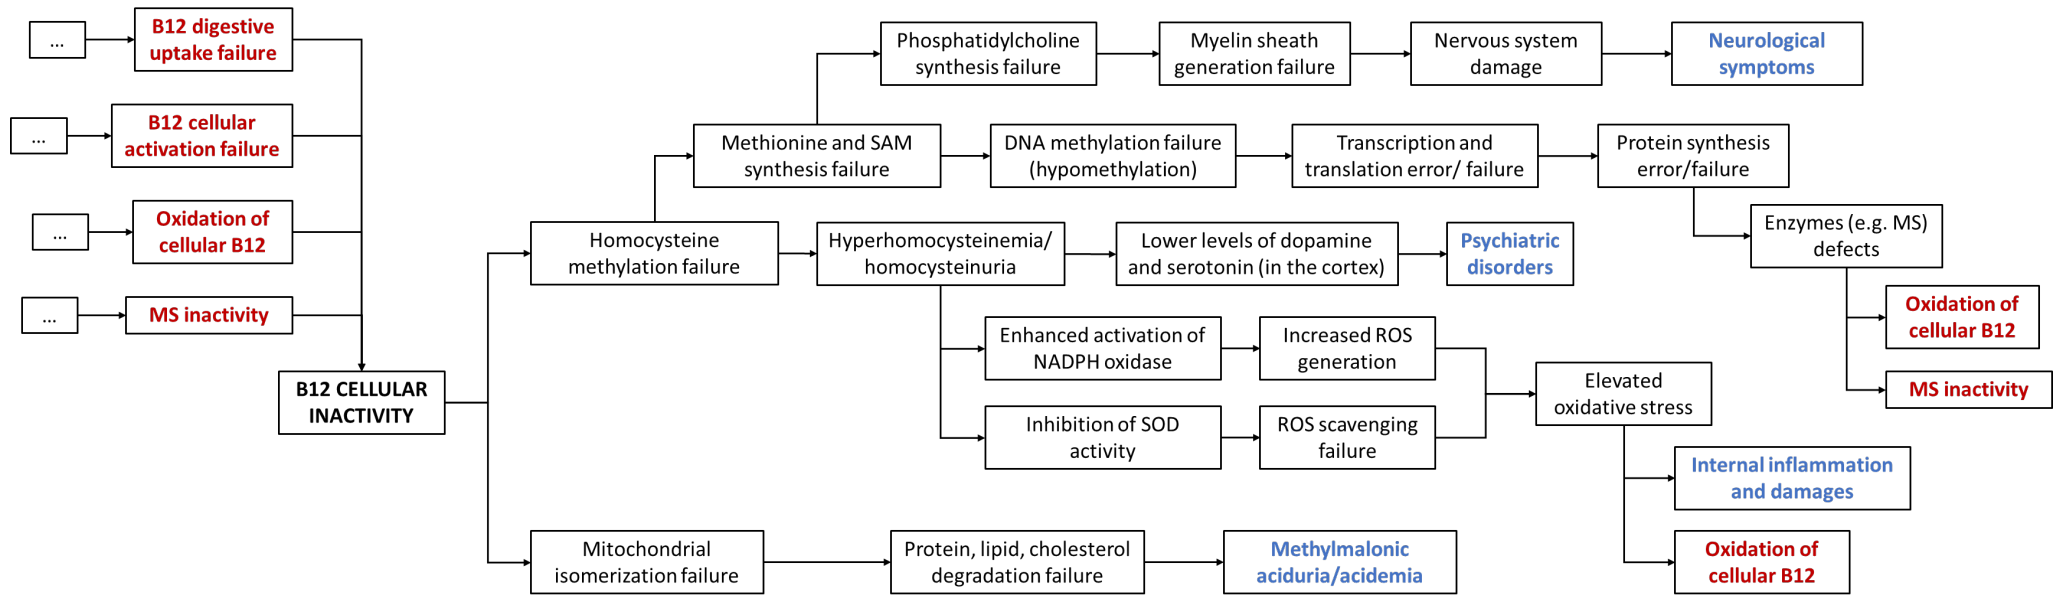 ...
B12 digestive
uptake failure
...
B12 cellular
activation failure
...
Oxidation of
cellular B12
...
MS inactivity
B12 CELLULAR
INACTIVITY
Phosphatidylcholine
synthesis failure
Myelin sheath
generation failure
Nervous system
damage
Neurological
symptoms
Methionine and SAM
synthesis failure
DNA methylation failure
(hypomethylation)
Transcription and
translation error/ failure
Protein synthesis
error/failure
Enzymes (e.g. MS)
defects
Oxidation of
cellular B12
MS inactivity
Homocysteine
methylation failure
Hyperhomocysteinemia/
homocysteinuria
Lower levels of dopamine
and serotonin (in the cortex)
Psychiatric
disorders
Enhanced activation of
NADPH oxidase
Increased ROS
generation
Inhibition of SOD
activity
ROS scavenging
failure
Elevated
oxidative stress
Internal inflammation
and damages
Oxidation of
cellular B12
Mitochondrial
isomerization failure
Protein, lipid, cholesterol
degradation failure
Methylmalonic
aciduria/acidemia